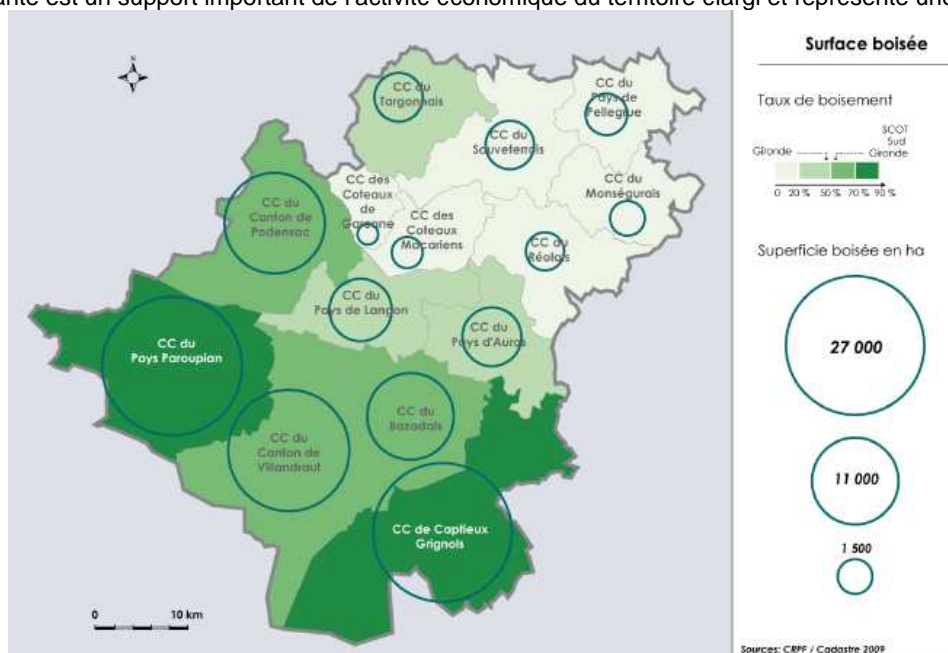 ante est un support important de l'activité économique du territoire élargi et représente une
Surface boisée
Taux de boisement
SCOT
Sud
Gironde
Gironde
0 20 % 50 % 70 % 90 %
Superficie boisée en ha
27 000
11 000
1 500
CC du
Targonnais
CC du
Pays de
Pellegrue
CC du
Sauveterrois
CC du
Monségurais
CC des
Coteaux
de
Garonne
CC des
Coteaux
Macariens
CC du
Réolais
CC du
Canton de
Podensac
CC du
Pays de Langon
CC du
Pays d'Auros
CC du
Pays Paroupian
CC du
Bazadais
CC du
Canton de
Villandraut
CC de Captieux
Grignols
0 10 km
Sources: CRPF / Cadastre 2009